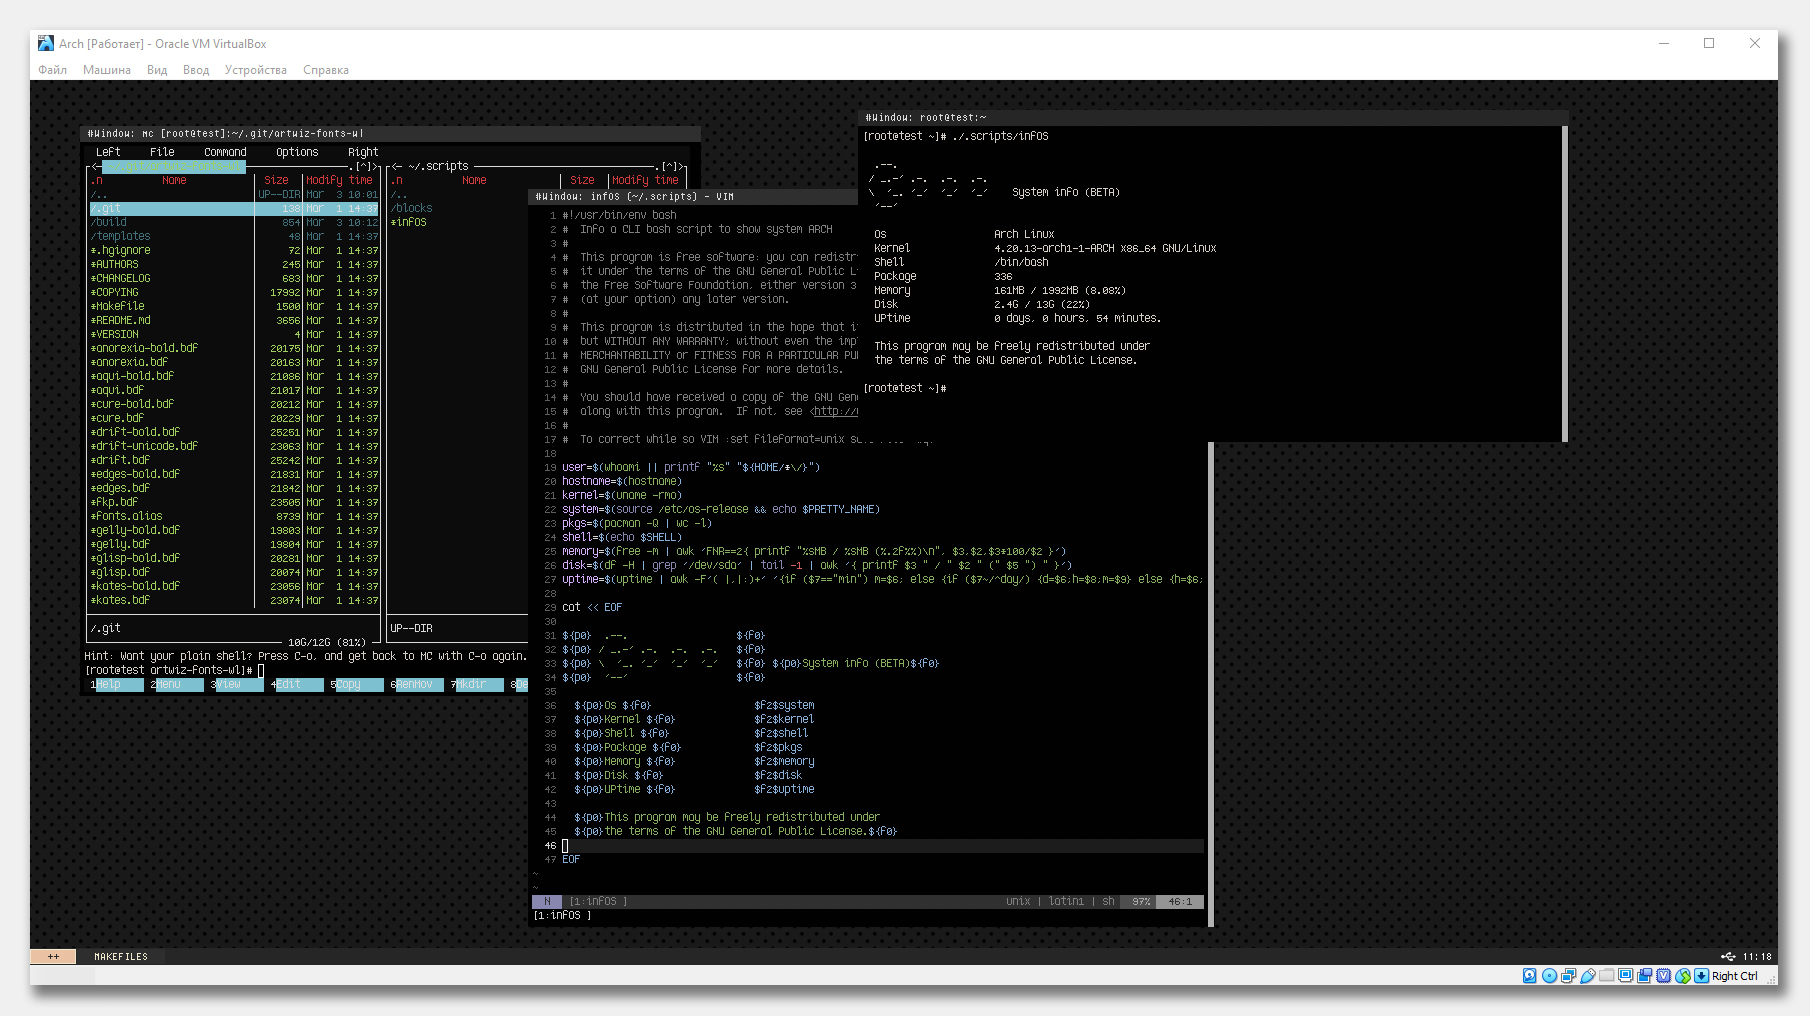 Arch [Работает] - Oracle VM VirtualBox
Файл Машина Вид Ввод Устройства Справка
#Window: MC [root@test]:~/.git/artwiz-fonts-wl
Left File Command Options Right
.[^]>
.n Name Size Modify time
/.. UP--DIR Mar 3 10:01
/.git 138 Mar 1 14:37
/build 854 Mar 3 10:12
/templates 48 Mar 1 14:37
*.hgignore 72 Mar 1 14:37
*AUTHORS 245 Mar 1 14:37
*CHANGELOG 683 Mar 1 14:37
*COPYING 17992 Mar 1 14:37
*Makefile 1500 Mar 1 14:37
*README.md 3656 Mar 1 14:37
*VERSION 4 Mar 1 14:37
*anorexia-bold.bdf 20175 Mar 1 14:37
*anorexia.bdf 20163 Mar 1 14:37
*aqui-bold.bdf 21086 Mar 1 14:37
*aqui.bdf 21017 Mar 1 14:37
*cure-bold.bdf 20212 Mar 1 14:37
*cure.bdf 20229 Mar 1 14:37
*drift-bold.bdf 25251 Mar 1 14:37
*drift-unicode.bdf 23063 Mar 1 14:37
*drift.bdf 25242 Mar 1 14:37
*edges-bold.bdf 21831 Mar 1 14:37
*edges.bdf 21842 Mar 1 14:37
*fkp.bdf 23505 Mar 1 14:37
*fonts.alias 8739 Mar 1 14:37
*gelly-bold.bdf 19803 Mar 1 14:37
*gelly.bdf 19804 Mar 1 14:37
*glisp-bold.bdf 20281 Mar 1 14:37
*glisp.bdf 20074 Mar 1 14:37
*kates-bold.bdf 23056 Mar 1 14:37
*kates.bdf 23074 Mar 1 14:37
/.git
10G/12G (81%)
<- ~/.scripts .[^]>
.n Name Size Modify time
/..
/blocks
*infOS
UP--DIR
Hint: Want your plain shell? Press C-o, and get back to MC with C-o again.
[root@test artwiz-fonts-wl]#
1Help 2Menu 3View 4Edit 5Copy 6RenMov 7Mkdir 8De
#Window: infOS (~/.scripts) - VIM
1 #!/usr/bin/env bash
2 # Info a CLI bash script to show system ARCH
3 #
4 # This program is free software: you can redistr
5 # it under the terms of the GNU General Public L
6 # the Free Software Foundation, either version 3
7 # (at your option) any later version.
8 #
9 # This program is distributed in the hope that i
10 # but WITHOUT ANY WARRANTY; without even the imp
11 # MERCHANTABILITY or FITNESS FOR A PARTICULAR PU
12 # GNU General Public License for more details.
13 #
14 # You should have received a copy of the GNU Gen
15 # along with this program. If not, see <http://
16 #
17 # To correct while so VIM :set fileformat=unix
18
19 user=$(whoami || printf "%s" "${HOME/*\/}")
20 hostname=$(hostname)
21 kernel=$(uname -rmo)
22 system=$(source /etc/os-release && echo $PRETTY_NAME)
23 pkgs=$(pacman -Q | wc -l)
24 shell=$(echo $SHELL)
25 memory=$(free -m | awk 'FNR==2{ printf "%sMB / %sMB (%.2f%%)\n", $3,$2,$3*100/$2 }')
26 disk=$(df -H | grep '/dev/sda' | tail -1 | awk '{ printf $3 " / " $2 " (" $5 ")" }')
27 uptime=$(uptime | awk -F'( |,|:)+' '{if ($7=="min") m=$6; else {if ($7~/^day/) {d=$6;h=$8;m=$9} else {h=$6;
28
29 cat << EOF
30
31 ${p0} .--. ${f0}
32 ${p0} / _.-' .-. .-. .-. ${f0}
33 ${p0} \ '-. '-' '-' '-' ${f0} ${p0}System info (BETA)${f0}
34 ${p0} '--' ${f0}
35
36 ${p0}Os ${f0} $f2$system
37 ${p0}Kernel ${f0} $f2$kernel
38 ${p0}Shell ${f0} $f2$shell
39 ${p0}Package ${f0} $f2$pkgs
40 ${p0}Memory ${f0} $f2$memory
41 ${p0}Disk ${f0} $f2$disk
42 ${p0}UPtime ${f0} $f2$uptime
43
44 ${p0}This program may be freely redistributed under
45 ${p0}the terms of the GNU General Public License.${f0}
46
47 EOF
~
~
N [1:infOS ] unix | latin1 | sh 97% 46:1
[1:infOS ]
#Window: root@test:~
[root@test ~]# ./.scripts/infOS
.--.
/ _.-' .-. .-. .-.
\ '-. '-' '-' '-' System info (BETA)
'--'
Os Arch Linux
Kernel 4.20.13-arch1-1-ARCH x86_64 GNU/Linux
Shell /bin/bash
Package 336
Memory 161MB / 1992MB (8.08%)
Disk 2.4G / 13G (22%)
UPtime 0 days, 0 hours, 54 minutes.
This program may be freely redistributed under
the terms of the GNU General Public License.
[root@test ~]#
++ MAKEFILES 11:18
Right Ctrl